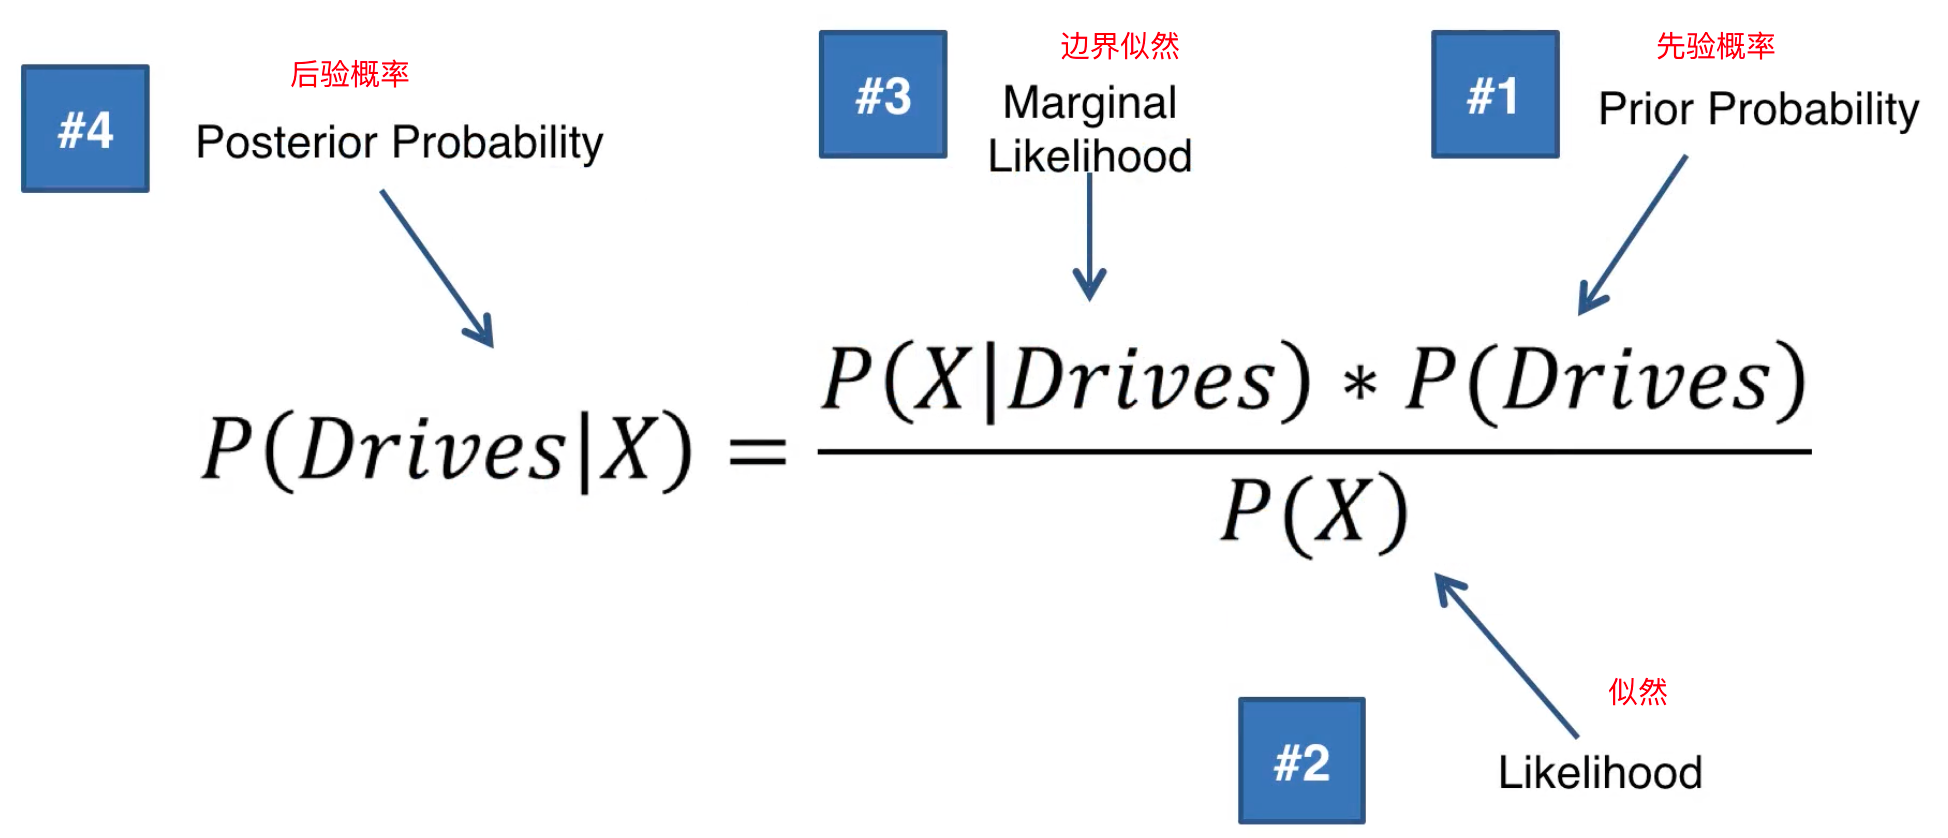 #4
后验概率
Posterior Probability
#3
边界似然
Marginal
Likelihood
#1
先验概率
Prior Probability
P(Drives|X) = P(X|Drives) * P(Drives)
P(X)
#2
似然
Likelihood